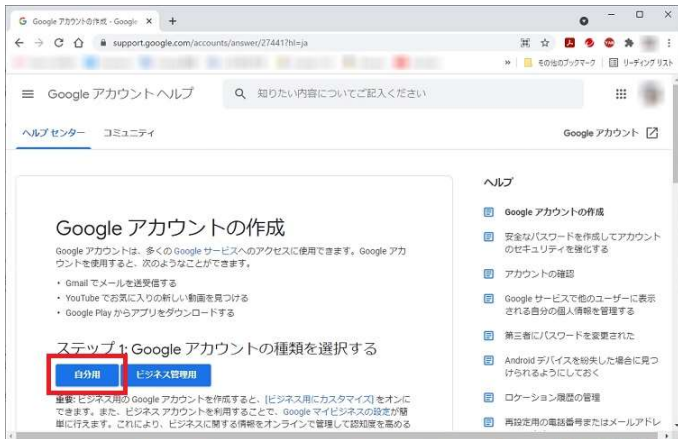 Google アカウントの作成 - Google
support.google.com/accounts/answer/27441?hl=ja
その他のブックマーク
リーディング リスト
Google アカウント ヘルプ
知りたい内容についてご記入ください
ヘルプ センター コミュニティ
Google アカウント
Google アカウントの作成
Google アカウントは、多くの Google サービスへのアクセスに使用できます。Google アカ
ウントを使用すると、次のようなことができます。
• Gmail でメールを送受信する
• YouTube でお気に入りの新しい動画を見つける
• Google Play からアプリをダウンロードする
ステップ 1: Google アカウントの種類を選択する
自分用 ビジネス管理用
重要: ビジネス用の Google アカウントを作成すると、[ビジネス用にカスタマイズ] をオンに
できます。また、ビジネス アカウントを利用することで、Google マイビジネスの設定が簡
単に行えます。これにより、ビジネスに関する情報をオンラインで管理して認知度を高める
ヘルプ
Google アカウントの作成
安全なパスワードを作成してアカウント
のセキュリティを強化する
アカウントの確認
Google サービスで他のユーザーに表示
される自分の個人情報を管理する
第三者にパスワードを変更された
Android デバイスを紛失した場合に見つ
けられるようにしておく
ロケーション履歴の管理
再設定用の電話番号またはメールアドレ